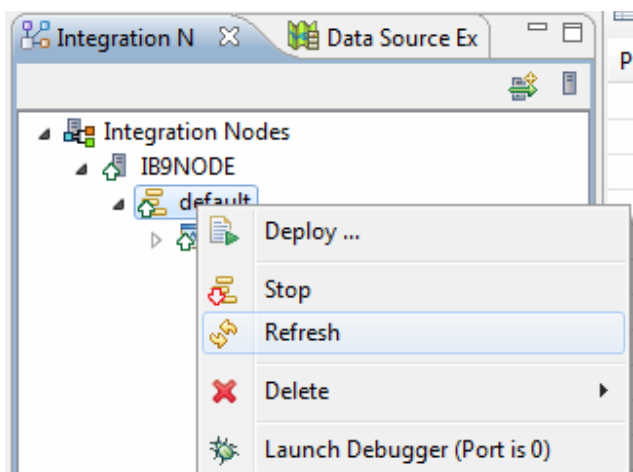 Integration N
Data Source Ex
P
Integration Nodes
IB9NODE
default
Deploy ...
Stop
Refresh
Delete
Launch Debugger (Port is 0)